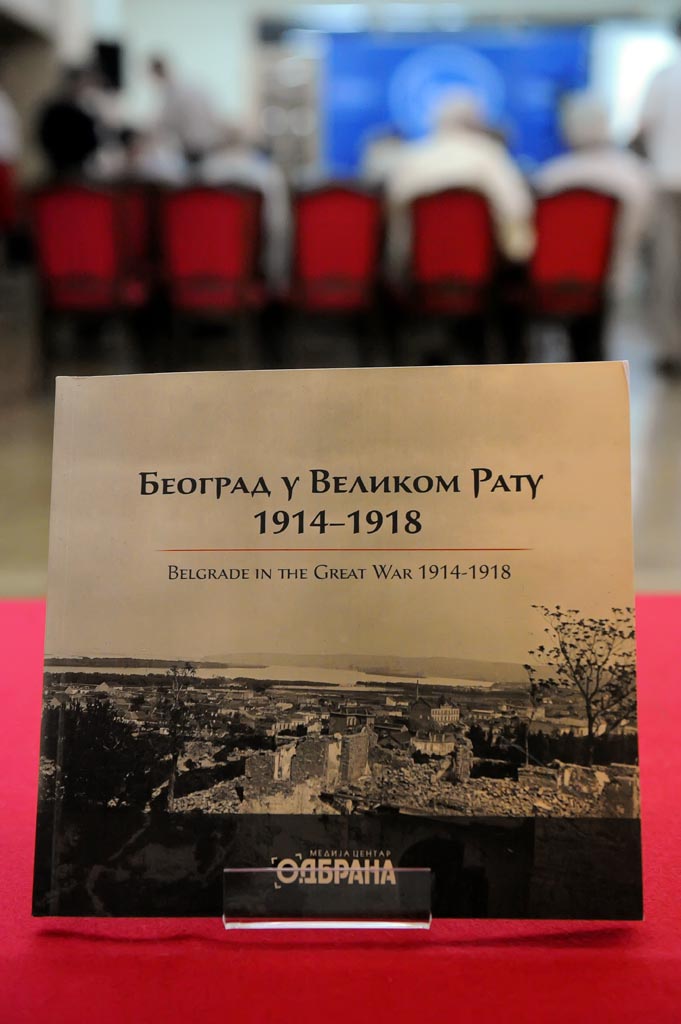 Београд у Великом Рату
1914–1918
Belgrade in the Great War 1914-1918
МЕДИЈА ЦЕНТАР
ОДБРАНА